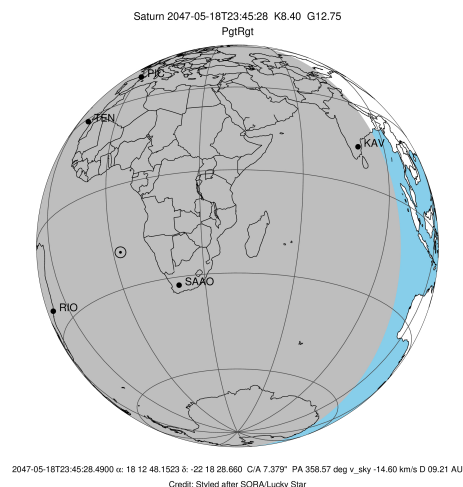 Saturn 2047-05-18T23:45:28 K8.40 G12.75
PgtRgt
PIC
TEN
KAV
SAAO
RIO
2047-05-18T23:45:28.4900 α: 18 12 48.1523 δ: -22 18 28.660 C/A 7.379" PA 358.57 deg v_sky -14.60 km/s D 09.21 AU
Credit: Styled after SORA/Lucky Star